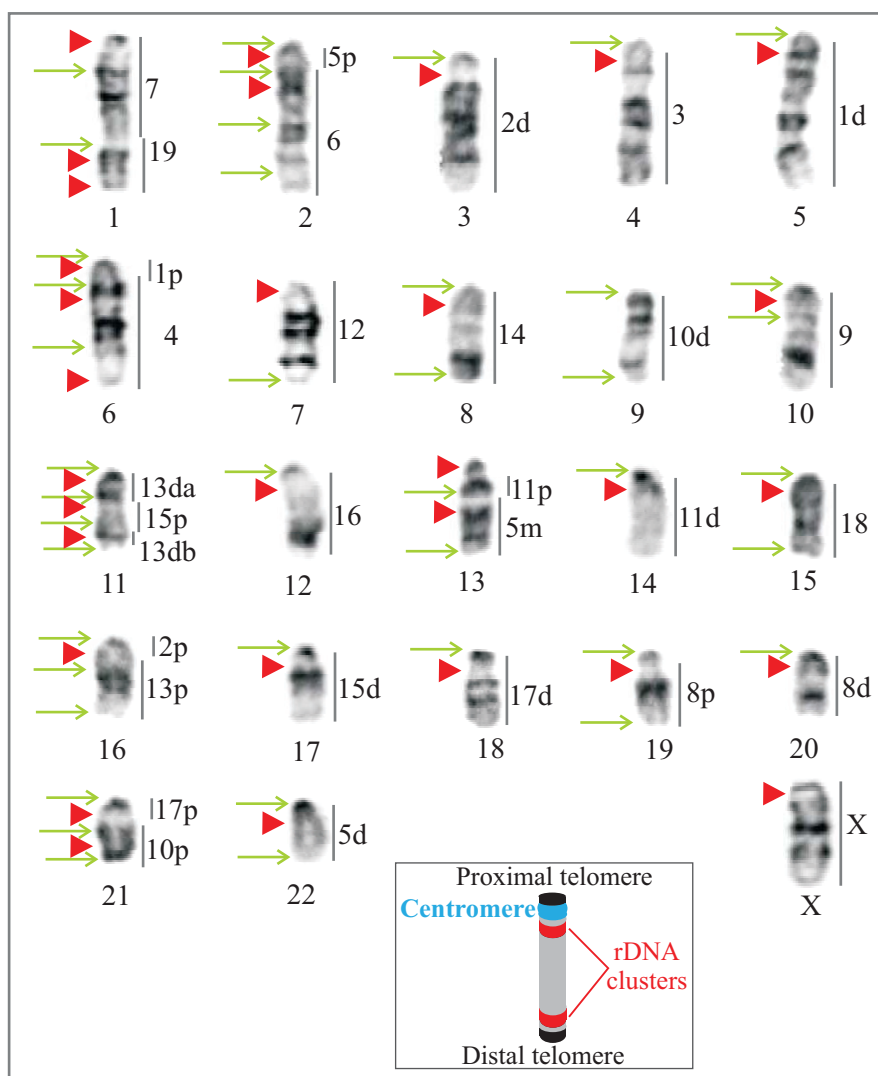 7
19
1
5p
6
2
2d
3
3
4
1d
5
1p
4
6
12
7
14
8
10d
9
9
10
13da
15p
13db
11
16
12
11p
5m
13
11d
14
18
15
2p
13p
16
15d
17
17d
18
8p
19
8d
20
17p
10p
21
5d
22
X
X
Proximal telomere
Centromere
rDNA
clusters
Distal telomere